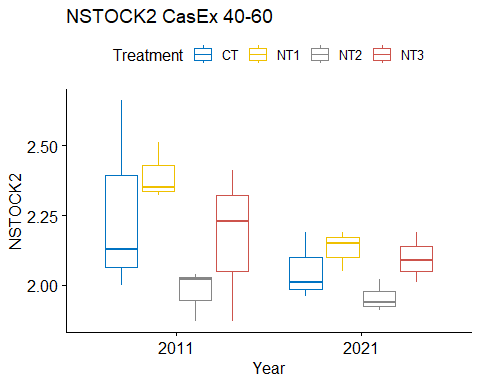 NSTOCK2 CasEx 40-60
Treatment CT NT1 NT2 NT3
NSTOCK2
2.50
2.25
2.00
2011 2021
Year